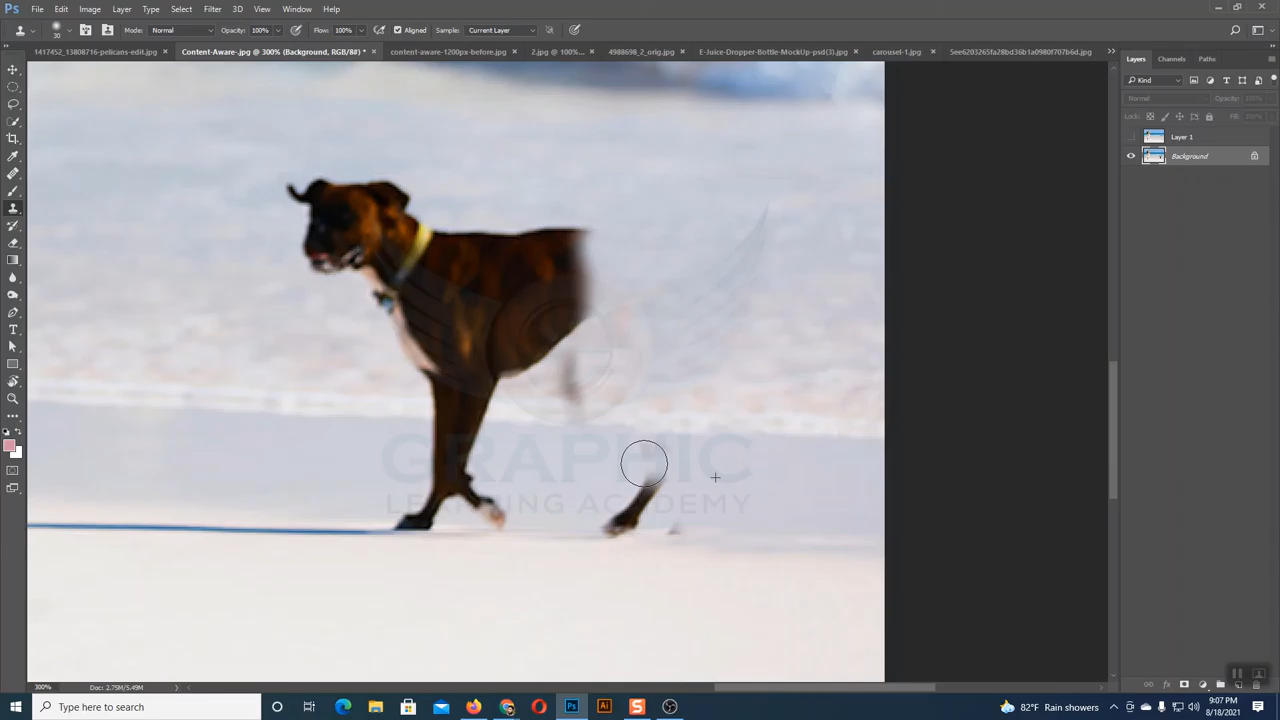 Ps File Edit Image Layer Type Select Filter 3D View Window Help
30 Mode: Normal Opacity: 100% Flow: 100% Aligned Sample: Current Layer
1417452_13808716-pelicans-edit.jpg × Content-Aware-.jpg @ 300% (Background, RGB/8#) * × content-aware-1200px-before.jpg × 2.jpg @ 100%... × 4988698_2_orig.jpg × E-Juice-Dropper-Bottle-MockUp-psd(3).jpg × carousel-1.jpg × 5ee6203265fa28bd36b1a0980f707b6d.jpg
Layers Channels Paths
Kind
Normal Opacity: 100%
Lock: Fill: 100%
Layer 1
Background
GRAPHIC
LEARNING ACADEMY
300% Doc: 2.75M/5.49M
Type here to search
82°F Rain showers
9:07 PM
8/18/2021